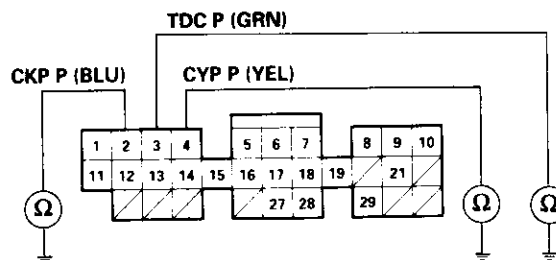 TDC P (GRN)
CKP P (BLU) CYP P (YEL)
1 2 3 4 5 6 7 8 9 10
11 12 13 14 15 16 17 18 19 21
27 28 29
Ω Ω Ω